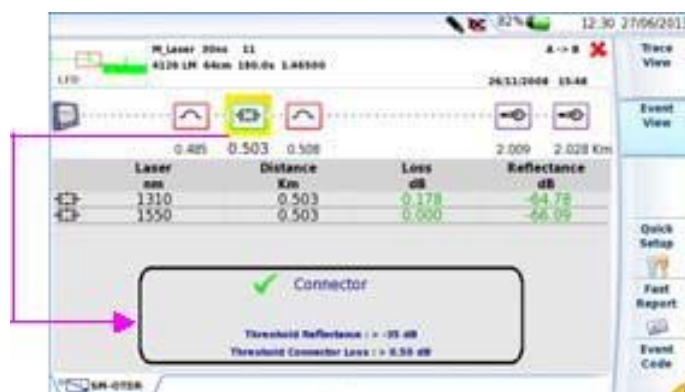 82% 12:30 27/06/2013
M_Laser 30ns 11 A->B
4126 LM 64cm 180.0s 1.46500
26/11/2008 15:48
Trace View
Event View
0.485 0.503 0.508 2.009 2.028 Km
Laser Distance Loss Reflectance
nm Km dB dB
1310 0.503 0.178 -64.78
1550 0.503 0.000 -66.09
Quick Setup
Connector
Fast Report
Threshold Reflectance : > -35 dB
Threshold Connector Loss : > 0.50 dB
Event Code
SM-OTDR